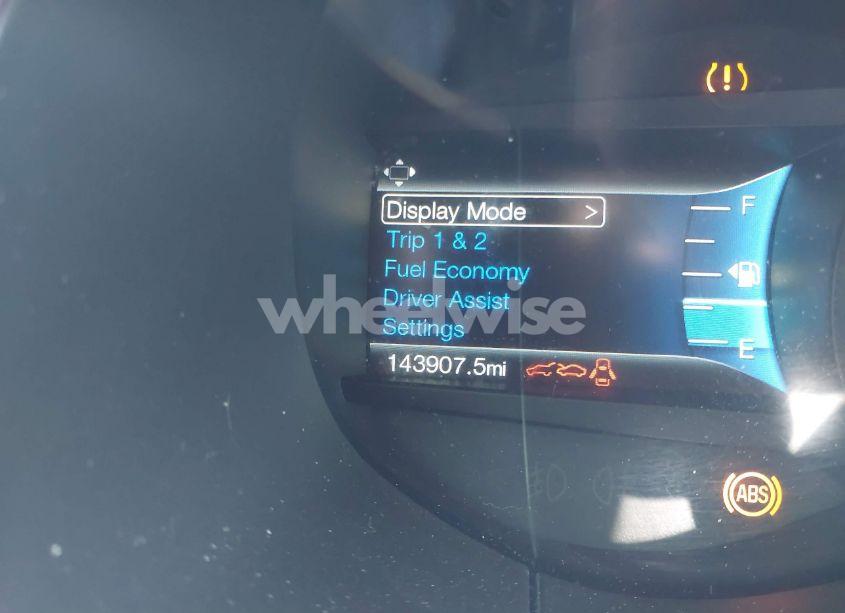 F
Display Mode >
Trip 1 & 2
Fuel Economy
Driver Assist
wheelwise
Settings
E
143907.5mi
ABS